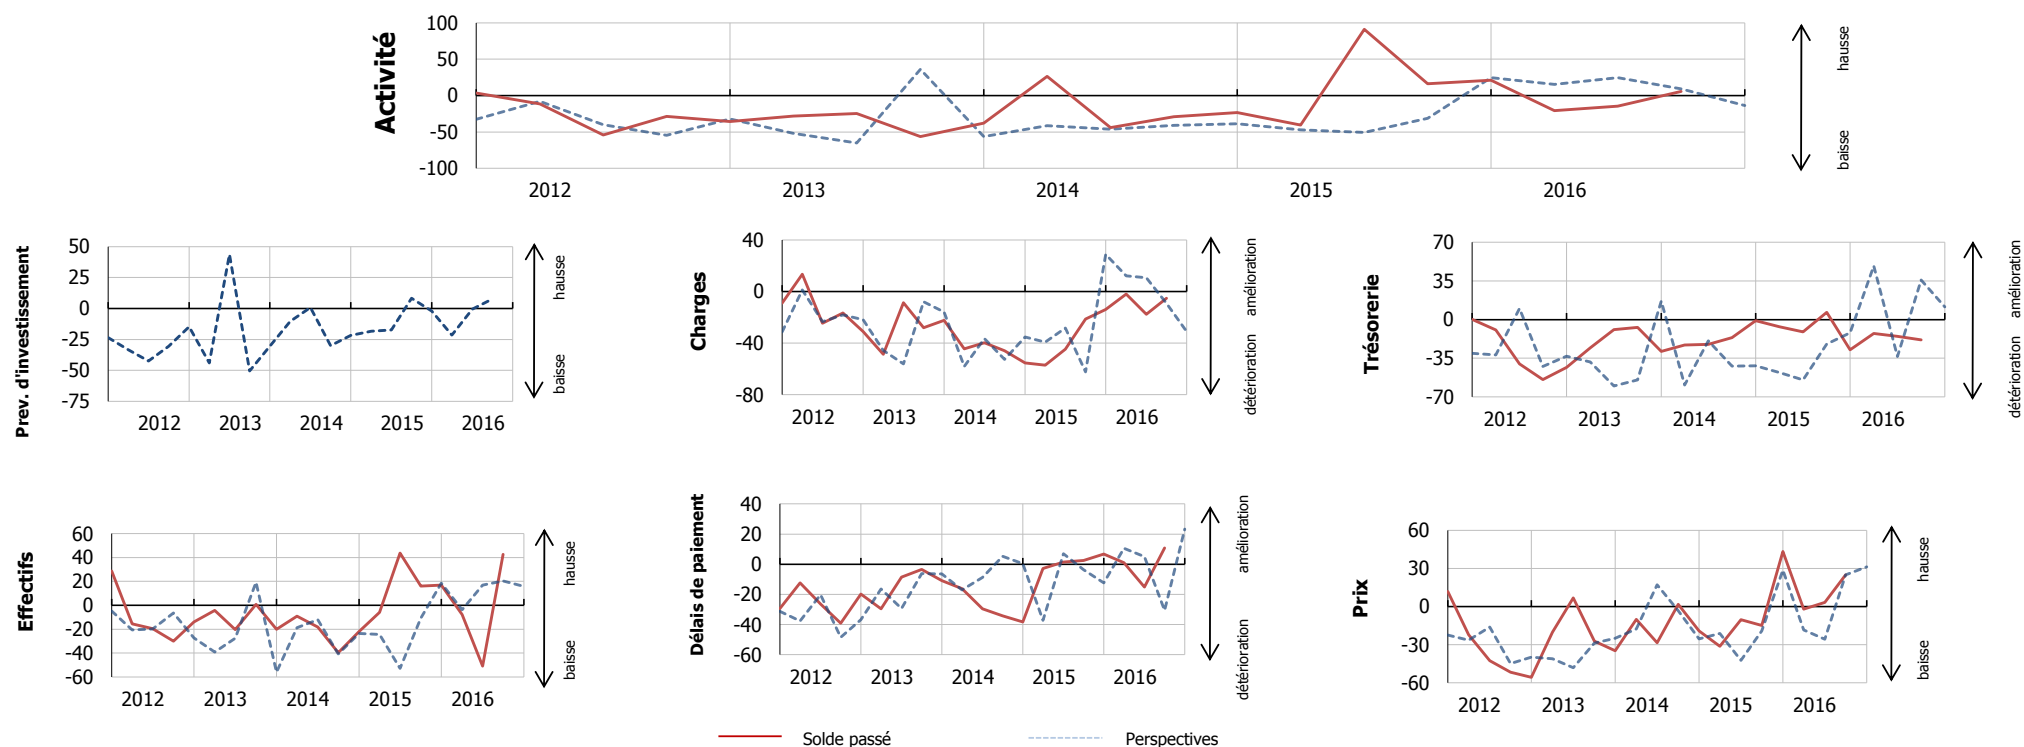 Activité
100
50
0
-50
-100
2012 2013 2014 2015 2016
hausse
baisse
Prev. d'investissement
50
25
0
-25
-50
-75
2012 2013 2014 2015 2016
hausse
baisse
Charges
40
0
-40
-80
2012 2013 2014 2015 2016
amélioration
détérioration
Trésorerie
70
35
0
-35
-70
2012 2013 2014 2015 2016
amélioration
détérioration
Effectifs
60
40
20
0
-20
-40
-60
2012 2013 2014 2015 2016
hausse
baisse
Délais de paiement
40
20
0
-20
-40
-60
2012 2013 2014 2015 2016
amélioration
détérioration
Prix
60
30
0
-30
-60
2012 2013 2014 2015 2016
hausse
baisse
Solde passé Perspectives